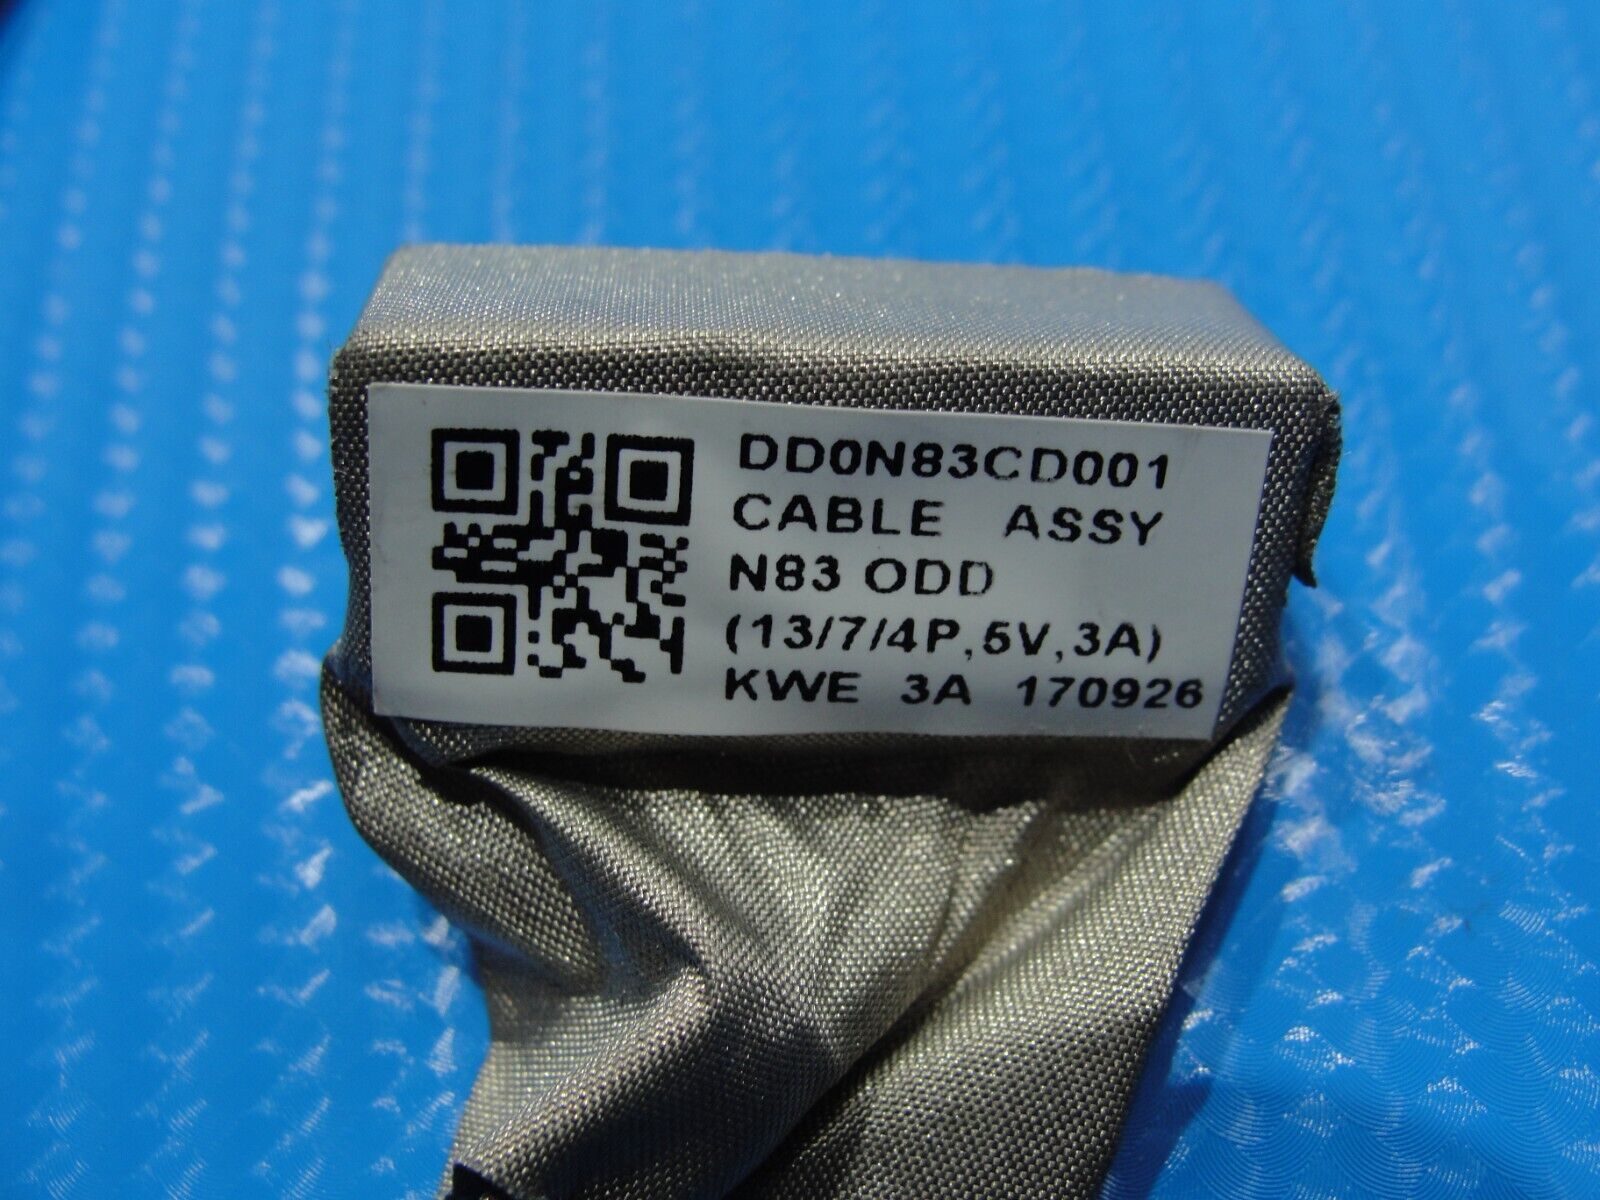 DD0N83CD001
CABLE ASSY
N83 ODD
(13/7/4P,5V,3A)
KWE 3A 170926